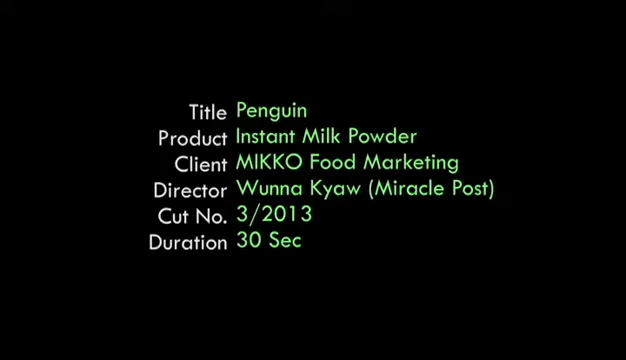 Title Penguin
Product Instant Milk Powder
Client MIKKO Food Marketing
Director Wunna Kyaw (Miracle Post)
Cut No. 3/2013
Duration 30 Sec